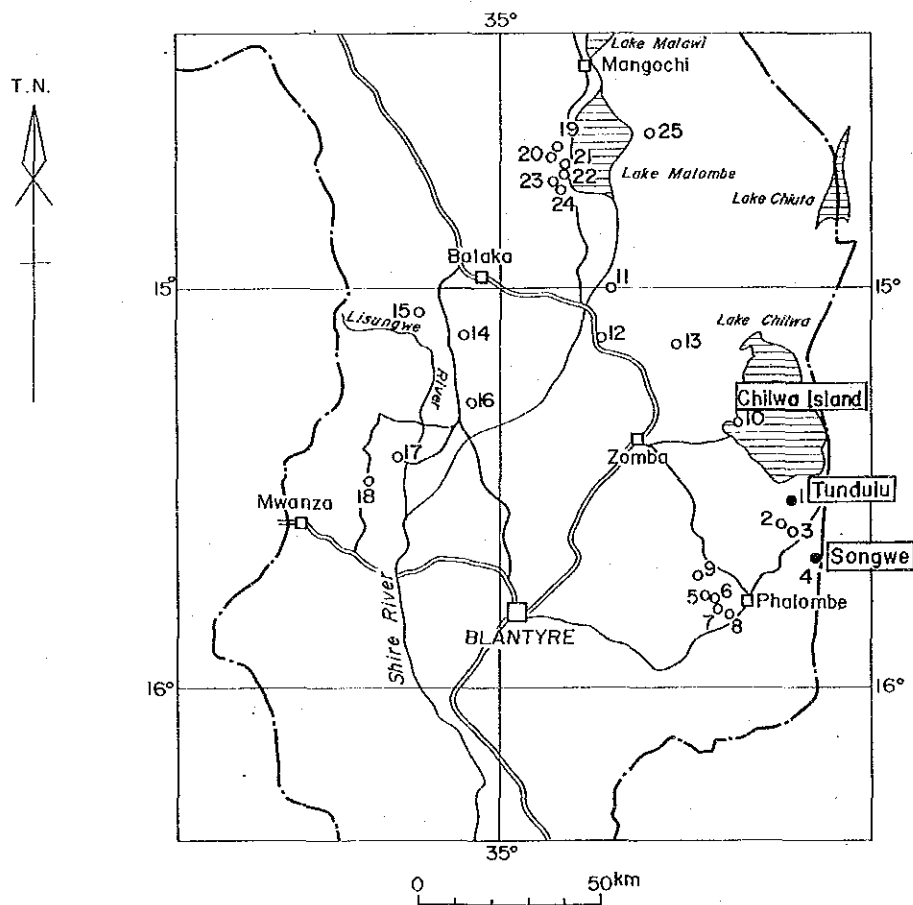 35°
Lake Malawi
Mangochi
T.N.
19
25
20
21
22
23
24
Lake Malombe
Lake Chiuta
Balaka
11
15°
15°
15
Lisungwe
14
12
13
Lake Chilwa
River
16
Chilwa Island
10
17
Zomba
18
Mwanza
1
Tundulu
2
3
Songwe
4
9
5
6
Phalombe
7
8
BLANTYRE
Shire River
16°
16°
35°
0
50km